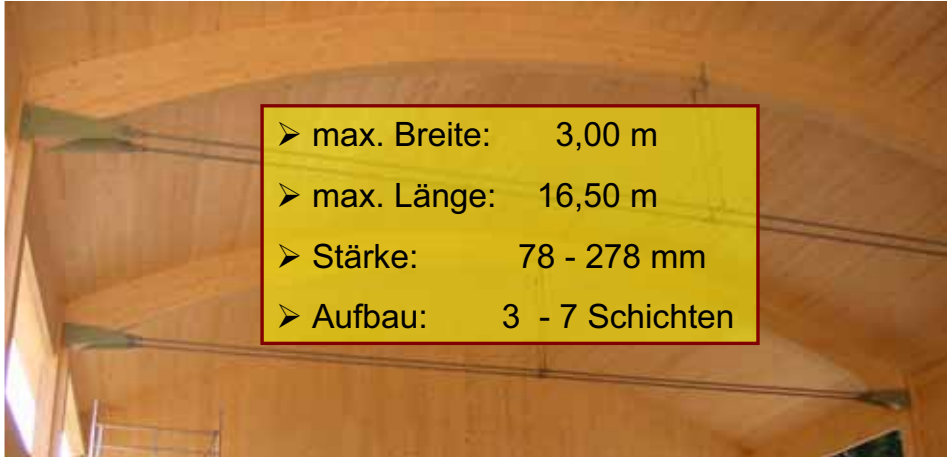 ➢ max. Breite: 3,00 m
➢ max. Länge: 16,50 m
➢ Stärke: 78 - 278 mm
➢ Aufbau: 3 - 7 Schichten